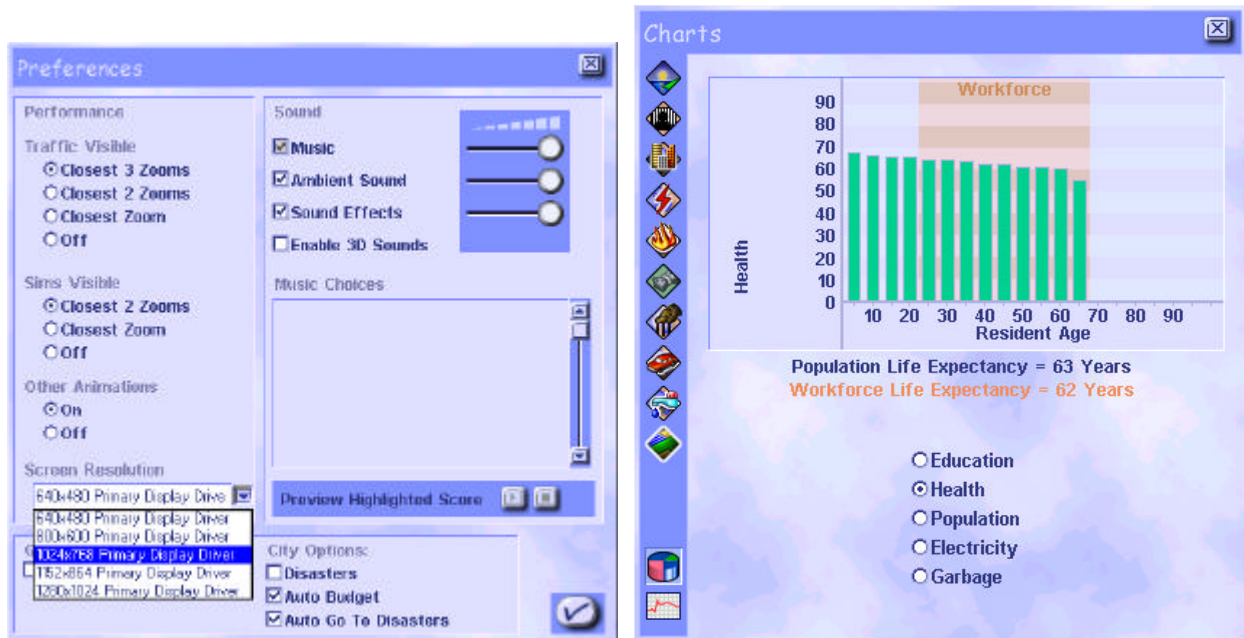 Preferences
Performance
Traffic Visible
Closest 3 Zooms
Closest 2 Zooms
Closest Zoom
Off
Sims Visible
Closest 2 Zooms
Closest Zoom
Off
Other Animations
On
Off
Screen Resolution
640x480 Primary Display Drive
640x480 Primary Display Driver
800x600 Primary Display Driver
1024x768 Primary Display Driver
1152x864 Primary Display Driver
1280x1024 Primary Display Driver
Sound
Music
Ambient Sound
Sound Effects
Enable 3D Sounds
Music Choices
Preview Highlighted Score
City Options:
Disasters
Auto Budget
Auto Go To Disasters
Charts
Workforce
90
80
70
60
50
40
30
20
10
0
Health
10 20 30 40 50 60 70 80 90
Resident Age
Population Life Expectancy = 63 Years
Workforce Life Expectancy = 62 Years
Education
Health
Population
Electricity
Garbage